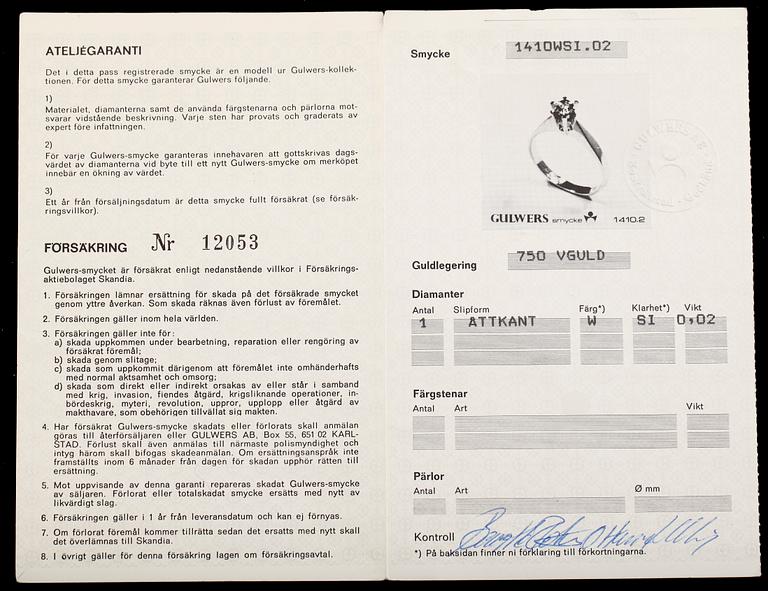 ATELJÉGARANTI
Det i detta pass registrerade smycke är en modell ur Gulwers-kollek-
tionen. För detta smycke garanterar Gulwers följande.
1)
Materialet, diamanterna samt de använda färgstenarna och pärlorna mot-
svarar vidstående beskrivning. Varje sten har provats och graderats av
expert före infattningen.
2)
För varje Gulwers-smycke garanteras innehavaren att gottskrivas dags-
värdet av diamanterna vid byte till ett nytt Gulwers-smycke om merköpet
innebär en ökning av värdet.
3)
Ett år från försäljningsdatum är detta smycke fullt försäkrat (se försäk-
ringsvillkor).
FÖRSÄKRING Nr 12053
Gulwers-smycket är försäkrat enligt nedanstående villkor i Försäkrings-
aktiebolaget Skandia.
1. Försäkringen lämnar ersättning för skada på det försäkrade smycket
genom yttre åverkan. Som skada räknas även förlust av föremålet.
2. Försäkringen gäller inom hela världen.
3. Försäkringen gäller inte för:
a) skada uppkommen under bearbetning, reparation eller rengöring av
försäkrat föremål;
b) skada genom slitage;
c) skada som uppkommit därigenom att föremålet inte omhänderhafts
med normal aktsamhet och omsorg;
d) skada som direkt eller indirekt orsakas av eller står i samband
med krig, invasion, fiendes åtgärd, krigsliknande operationer, in-
bördeskrig, myteri, revolution, uppror, upplopp eller åtgärd av
makthavare, som obehörigen tillvällat sig makten.
4. Har försäkrat Gulwers-smycke skadats eller förlorats skall anmälan
göras till återförsäljaren eller GULWERS AB, Box 55, 651 02 KARL-
STAD. Förlust skall även anmälas till närmaste polismyndighet och
intyg härom skall bifogas skadeanmälan. Om ersättningsanspråk inte
framställts inom 6 månader från dagen för skadan upphör rätten till
ersättning.
5. Mot uppvisande av denna garanti repareras skadat Gulwers-smycke
av säljaren. Förlorat eller totalskadat smycke ersätts med nytt av
likvärdigt slag.
6. Försäkringen gäller i 1 år från leveransdatum och kan ej förnyas.
7. Om förlorat föremål kommer tillrätta sedan det ersatts med nytt skall
det överlämnas till Skandia.
8. I övrigt gäller för denna försäkring lagen om försäkringsavtal.
Smycke 1410WSI.02
GULWERS smycke 1410.2
Guldlegering 750 VGULD
Diamanter
Antal Slipform Färg*) Klarhet*) Vikt
1 ATTKANT W SI 0,02
Färgstenar
Antal Art Vikt
Pärlor
Antal Art Ø mm
Kontroll
*) På baksidan finner ni förklaring till förkortningarna.